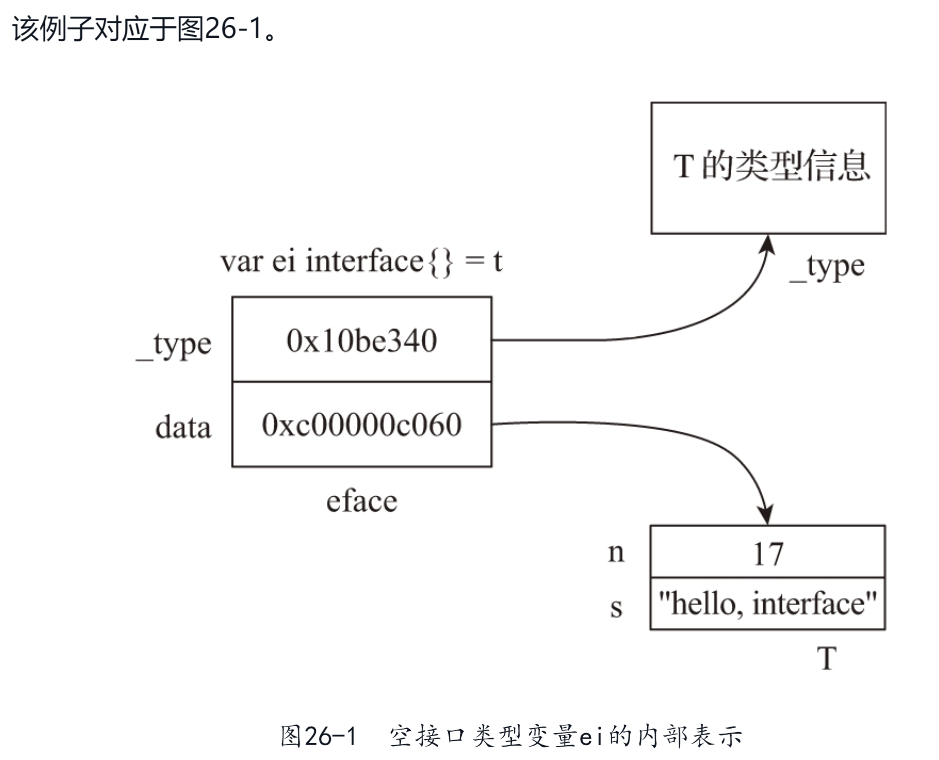 该例子对应于图26-1。
T 的类型信息
_type
var ei interface{} = t
_type
0x10be340
data
0xc00000c060
eface
n
17
s
"hello, interface"
T
图26-1 空接口类型变量ei的内部表示